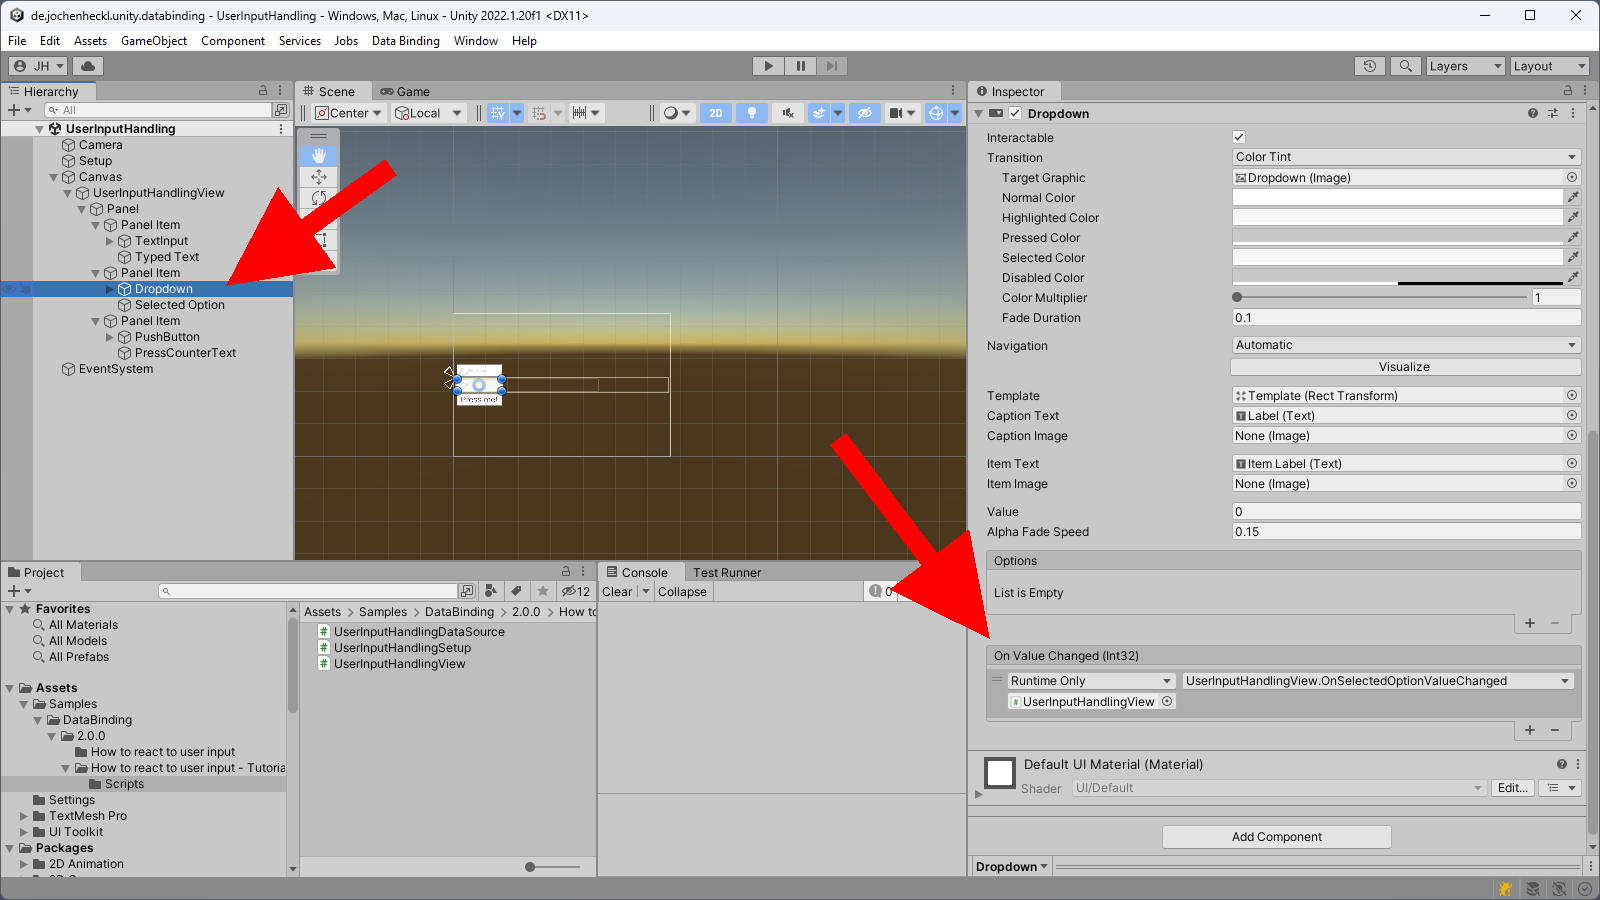 de.jochenheckl.unity.databinding - UserInputHandling - Windows, Mac, Linux - Unity 2022.1.20f1 <DX11>
File Edit Assets GameObject Component Services Jobs Data Binding Window Help
JH Layers Layout
Hierarchy
All
UserInputHandling
Camera
Setup
Canvas
UserInputHandlingView
Panel
Panel Item
TextInput
Typed Text
Panel Item
Dropdown
Selected Option
Panel Item
PushButton
PressCounterText
EventSystem
Scene Game
Center Local 2D
Press me!
Inspector
Dropdown
Interactable
Transition Color Tint
Target Graphic Dropdown (Image)
Normal Color
Highlighted Color
Pressed Color
Selected Color
Disabled Color
Color Multiplier 1
Fade Duration 0.1
Navigation Automatic
Visualize
Template Template (Rect Transform)
Caption Text Label (Text)
Caption Image None (Image)
Item Text Item Label (Text)
Item Image None (Image)
Value 0
Alpha Fade Speed 0.15
Options
List is Empty
On Value Changed (Int32)
Runtime Only UserInputHandlingView.OnSelectedOptionValueChanged
UserInputHandlingView
Default UI Material (Material)
Shader UI/Default Edit...
Add Component
Dropdown
Project
12
Favorites
All Materials
All Models
All Prefabs
Assets
Samples
DataBinding
2.0.0
How to react to user input
How to react to user input - Tutoria
Scripts
Settings
TextMesh Pro
UI Toolkit
Packages
2D Animation
Assets > Samples > DataBinding > 2.0.0 > How to
UserInputHandlingDataSource
UserInputHandlingSetup
UserInputHandlingView
Console Test Runner
Clear Collapse 0